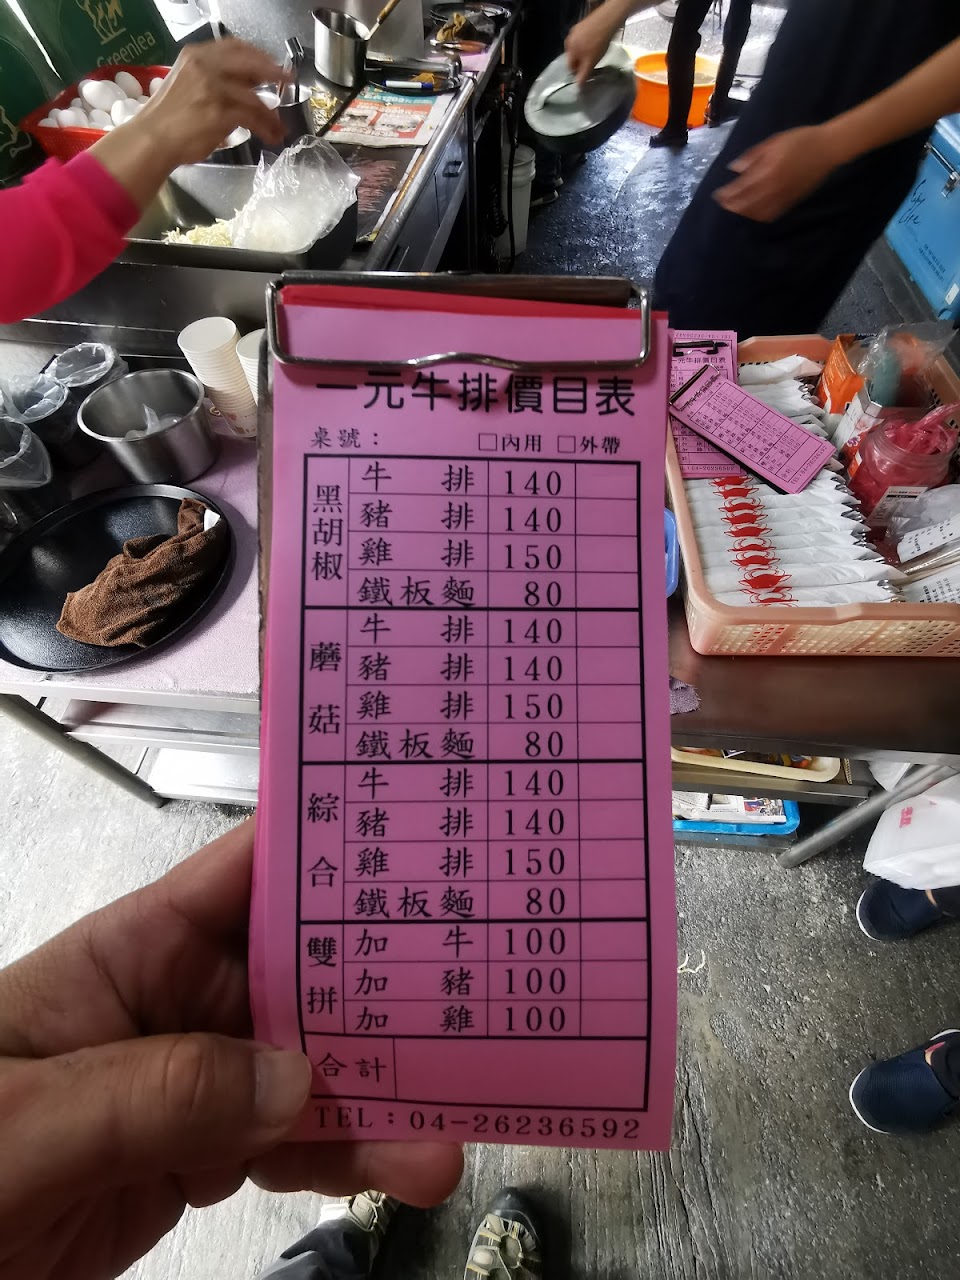 Greenlea
一元牛排價目表
桌號： □內用 □外帶
黑胡椒
牛排 140
豬排 140
雞排 150
鐵板麵 80
蘑菇
牛排 140
豬排 140
雞排 150
鐵板麵 80
綜合
牛排 140
豬排 140
雞排 150
鐵板麵 80
雙拼
加牛 100
加豬 100
加雞 100
合計
TEL：04-26236592